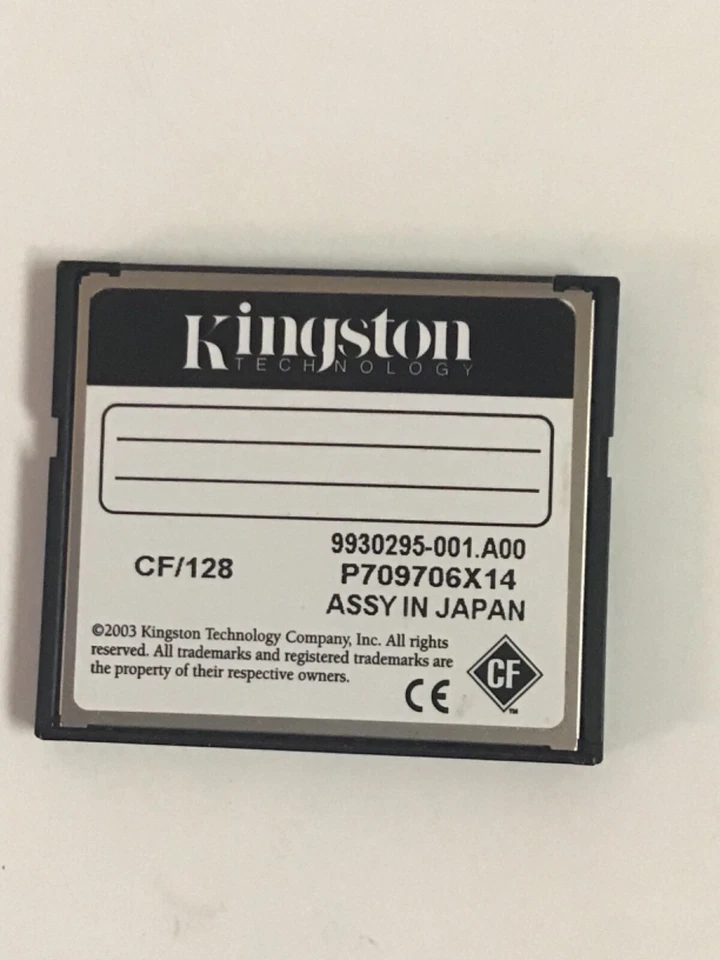 Kingston
TECHNOLOGY
9930295-001.A00
CF/128
P709706X14
ASSY IN JAPAN
©2003 Kingston Technology Company, Inc. All rights
reserved. All trademarks and registered trademarks are
the property of their respective owners.
CE
CF
™